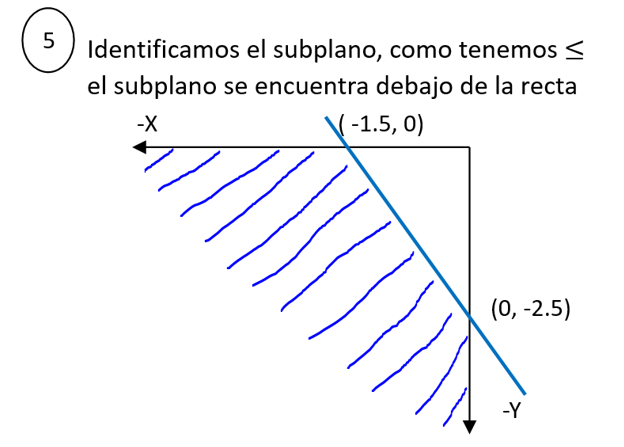 5
Identificamos el subplano, como tenemos ≤
el subplano se encuentra debajo de la recta
-X
( -1.5, 0)
(0, -2.5)
-Y